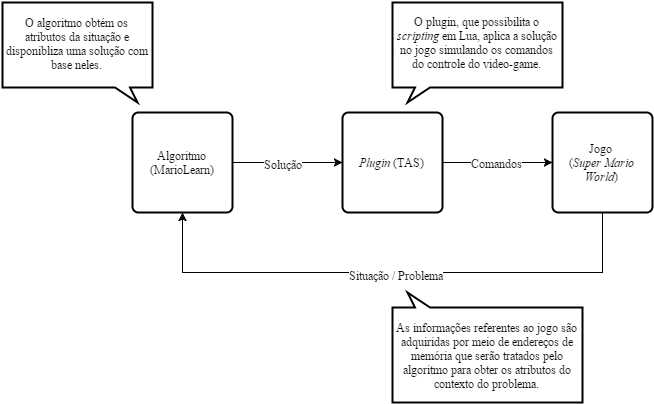 O algoritmo obtém os
atributos da situação e
disponibliza uma solução com
base neles.
O plugin, que possibilita o
scripting em Lua, aplica a solução
no jogo simulando os comandos
do controle do video-game.
Algoritmo
(MarioLearn)
Solução
Plugin (TAS)
Comandos
Jogo
(Super Mario
World)
Situação / Problema
As informações referentes ao jogo são
adquiridas por meio de endereços de
memória que serão tratados pelo
algoritmo para obter os atributos do
contexto do problema.